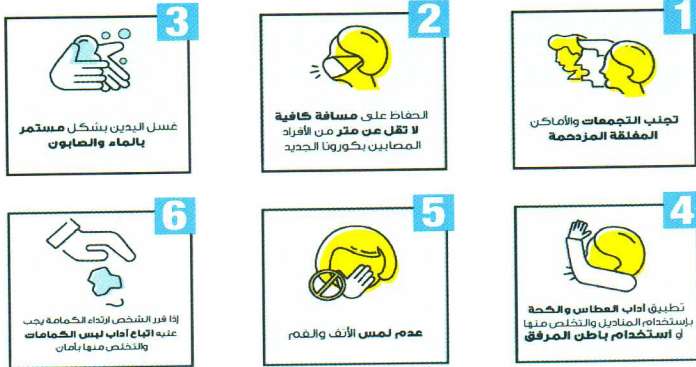 1
تجنب التجمعات والأماكن
المغلقة المزدحمة
2
الحفاظ على مسافة كافية
لا تقل عن متر من الأفراد
المصابين بكورونا الجديد
3
غسل اليدين بشكل مستمر
بالماء والصابون
4
تطبيق آداب العطاس والكحة
بإستخدام المناديل والتخلص منها
أو استخدام باطن المرفق
5
عدم لمس الأنف والفم
6
إذا قرر الشخص ارتداء الكمامة يجب
عليه اتباع آداب لبس الكمامات
والتخلص منها بأمان